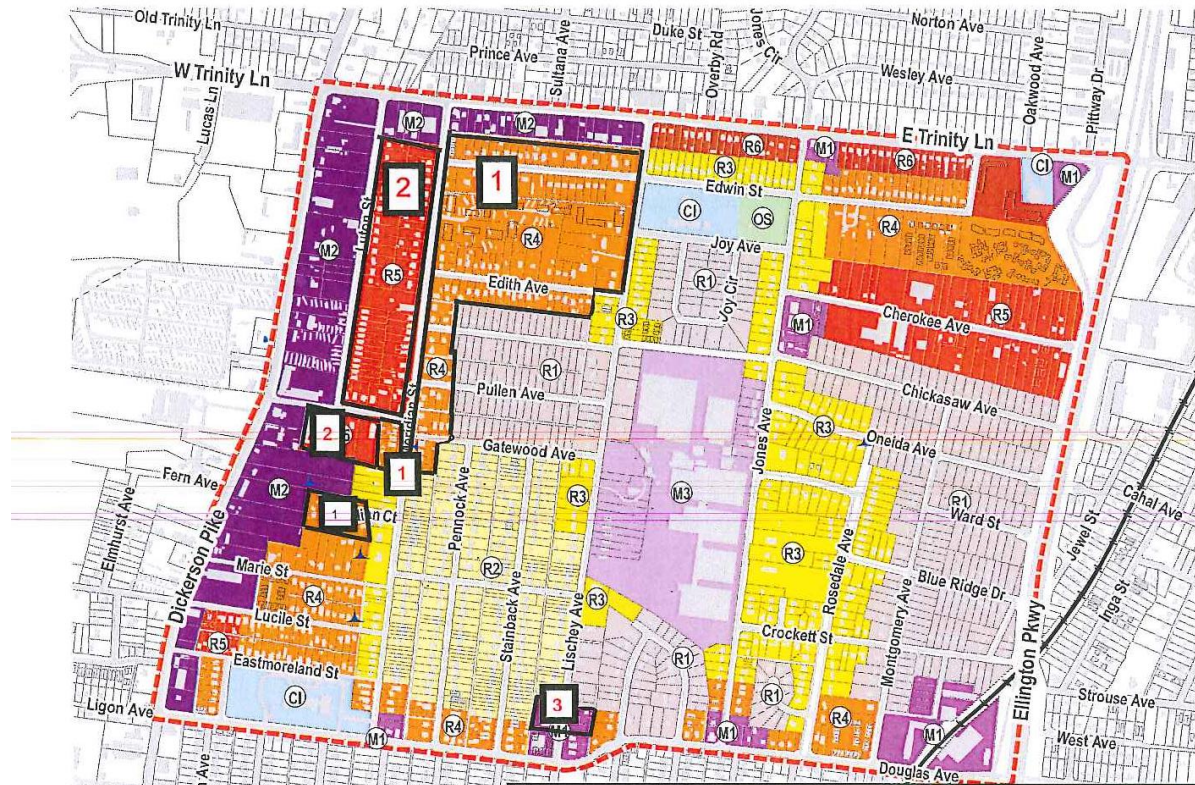 Old Trinity Ln
Duke St
Norton Ave
Prince Ave
Sultana Ave
Overby Rd
Jones Cir
Wesley Ave
Oakwood Ave
Pittway Dr
W Trinity Ln
Lucas Ln
E Trinity Ln
M2
M2
R6
M1
R6
CI
M1
R3
2
1
Edwin St
Luton St
CI
OS
R4
R4
M2
Joy Ave
R5
Edith Ave
R1
Joy Cir
R5
R3
M1
Cherokee Ave
R4
R1
Pullen Ave
Chickasaw Ave
R3
2
Gatewood Ave
Jones Ave
Oneida Ave
1
Fern Ave
M2
R3
M3
R1
Cahal Ave
Elmhurst Ave
1
Pennock Ave
Ward St
Jewel St
Dickerson Pike
Marie St
R2
R3
Rosedale Ave
Blue Ridge Dr
Iniga St
R4
Stainback Ave
Lischey Ave
R3
Montgomery Ave
Lucile St
Crockett St
R5
R1
Ellington Pkwy
Eastmoreland St
R1
CI
3
Strouse Ave
Ligon Ave
R4
M1
R4
M1
M1
M1
West Ave
Douglas Ave